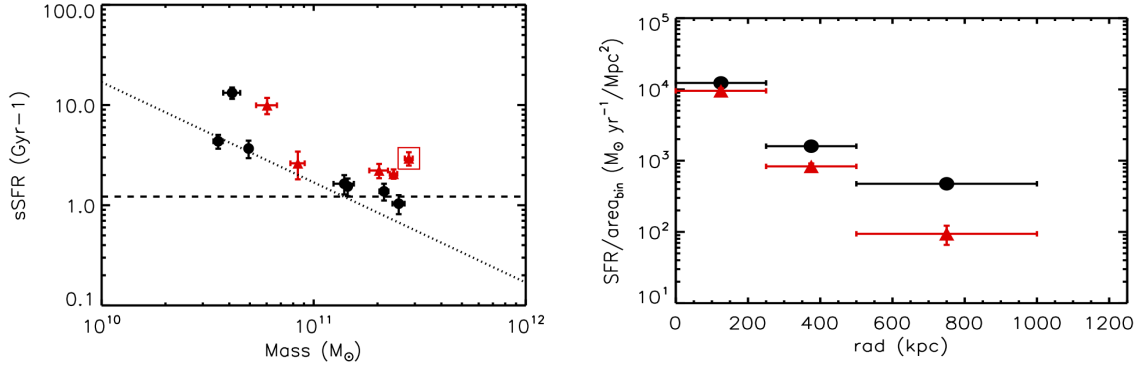 100.0
10.0
1.0
0.1
sSFR (Gyr−1)
10^10
10^11
10^12
Mass (M⊙)
10^5
10^4
10^3
10^2
10^1
SFR/area_bin (M⊙ yr^−1/Mpc^2)
0 200 400 600 800 1000 1200
rad (kpc)